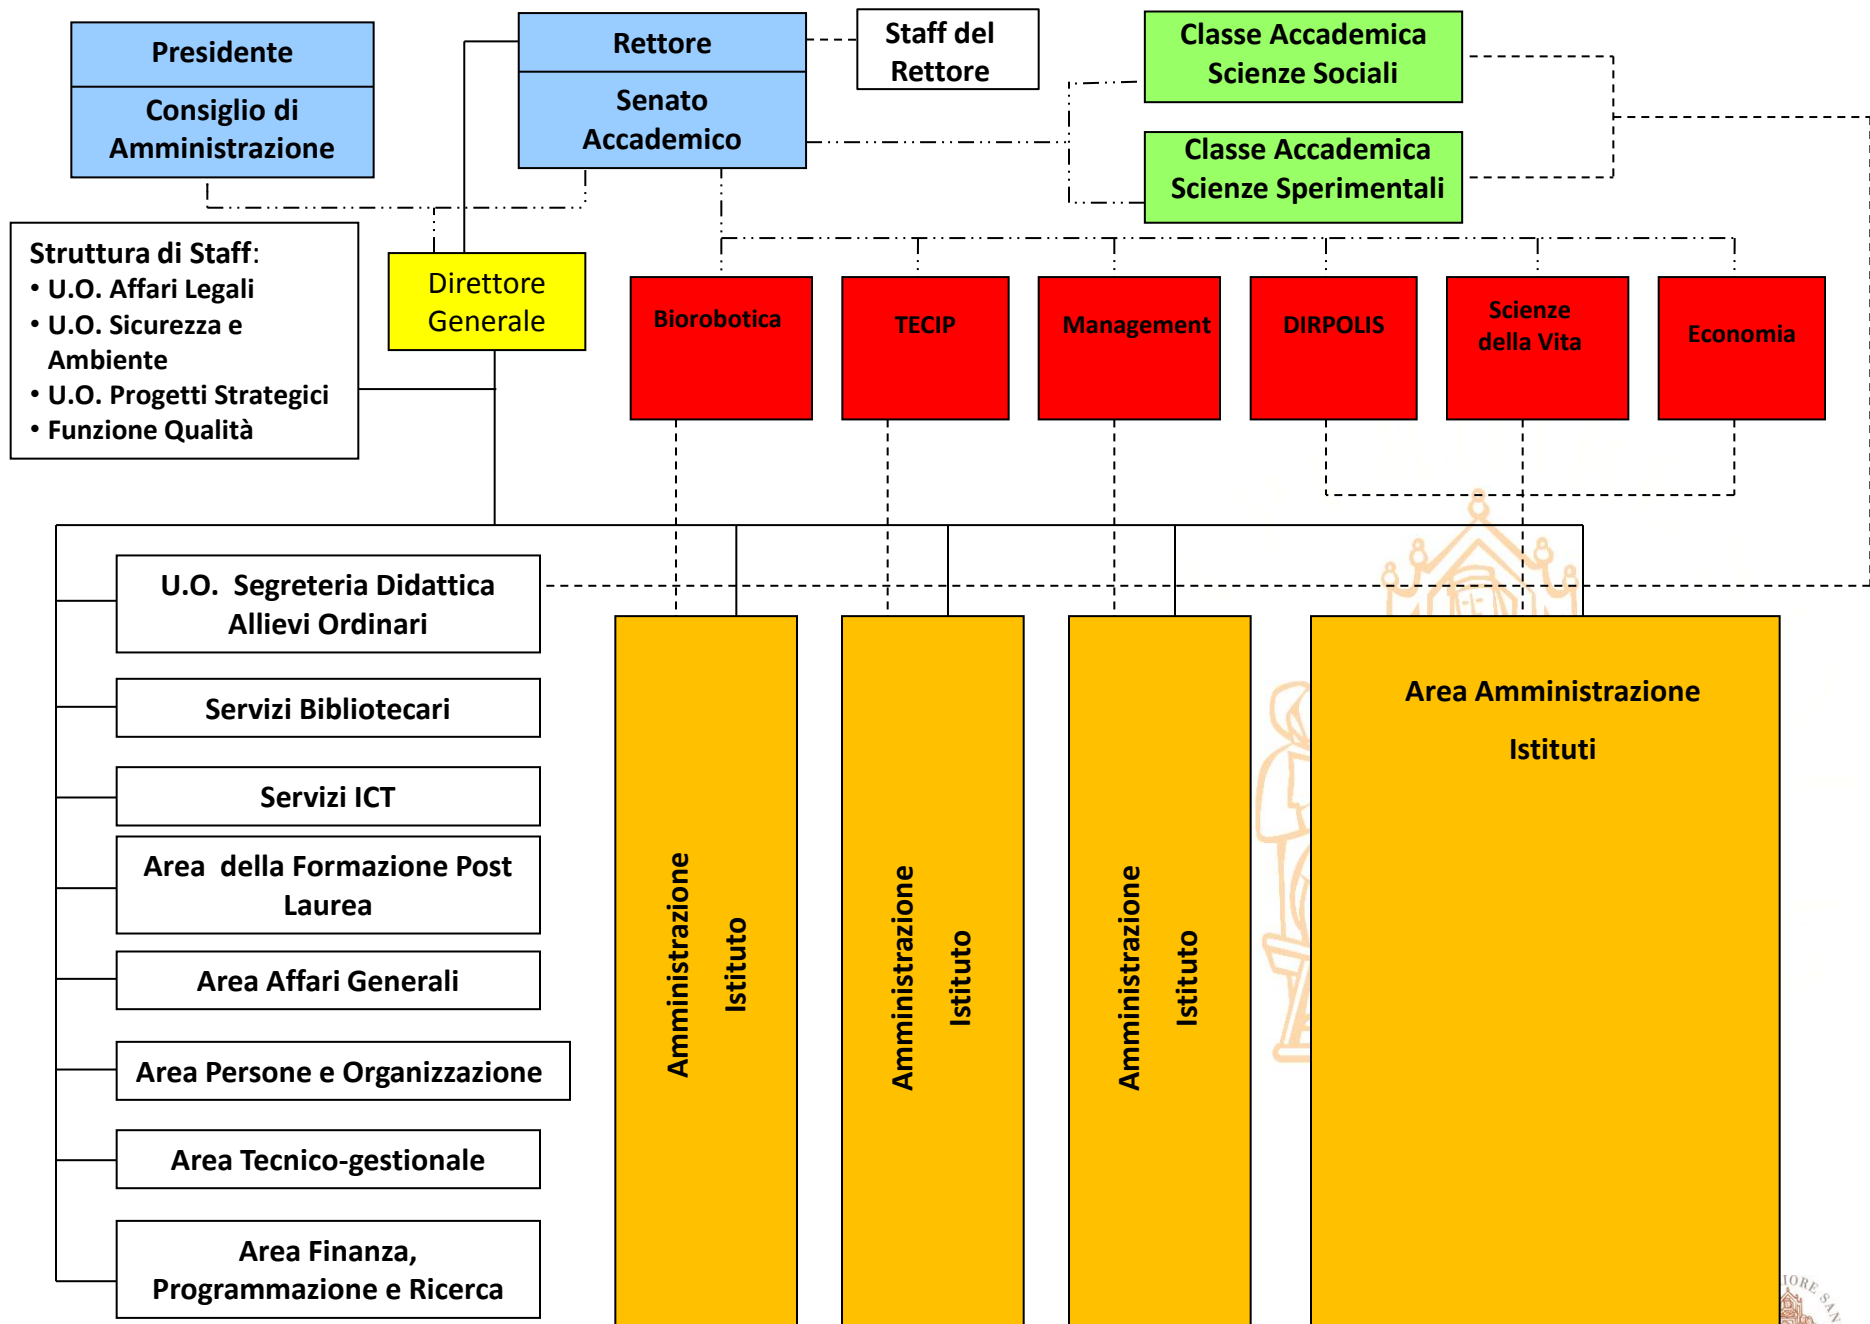 Presidente
Consiglio di
Amministrazione
Rettore
Senato
Accademico
Staff del
Rettore
Classe Accademica
Scienze Sociali
Classe Accademica
Scienze Sperimentali
Struttura di Staff:
• U.O. Affari Legali
• U.O. Sicurezza e
Ambiente
• U.O. Progetti Strategici
• Funzione Qualità
Direttore
Generale
Biorobotica
TECIP
Management
DIRPOLIS
Scienze
della Vita
Economia
U.O. Segreteria Didattica
Allievi Ordinari
Servizi Bibliotecari
Servizi ICT
Area della Formazione Post
Laurea
Area Affari Generali
Area Persone e Organizzazione
Area Tecnico-gestionale
Area Finanza,
Programmazione e Ricerca
Amministrazione
Istituto
Amministrazione
Istituto
Amministrazione
Istituto
Area Amministrazione
Istituti